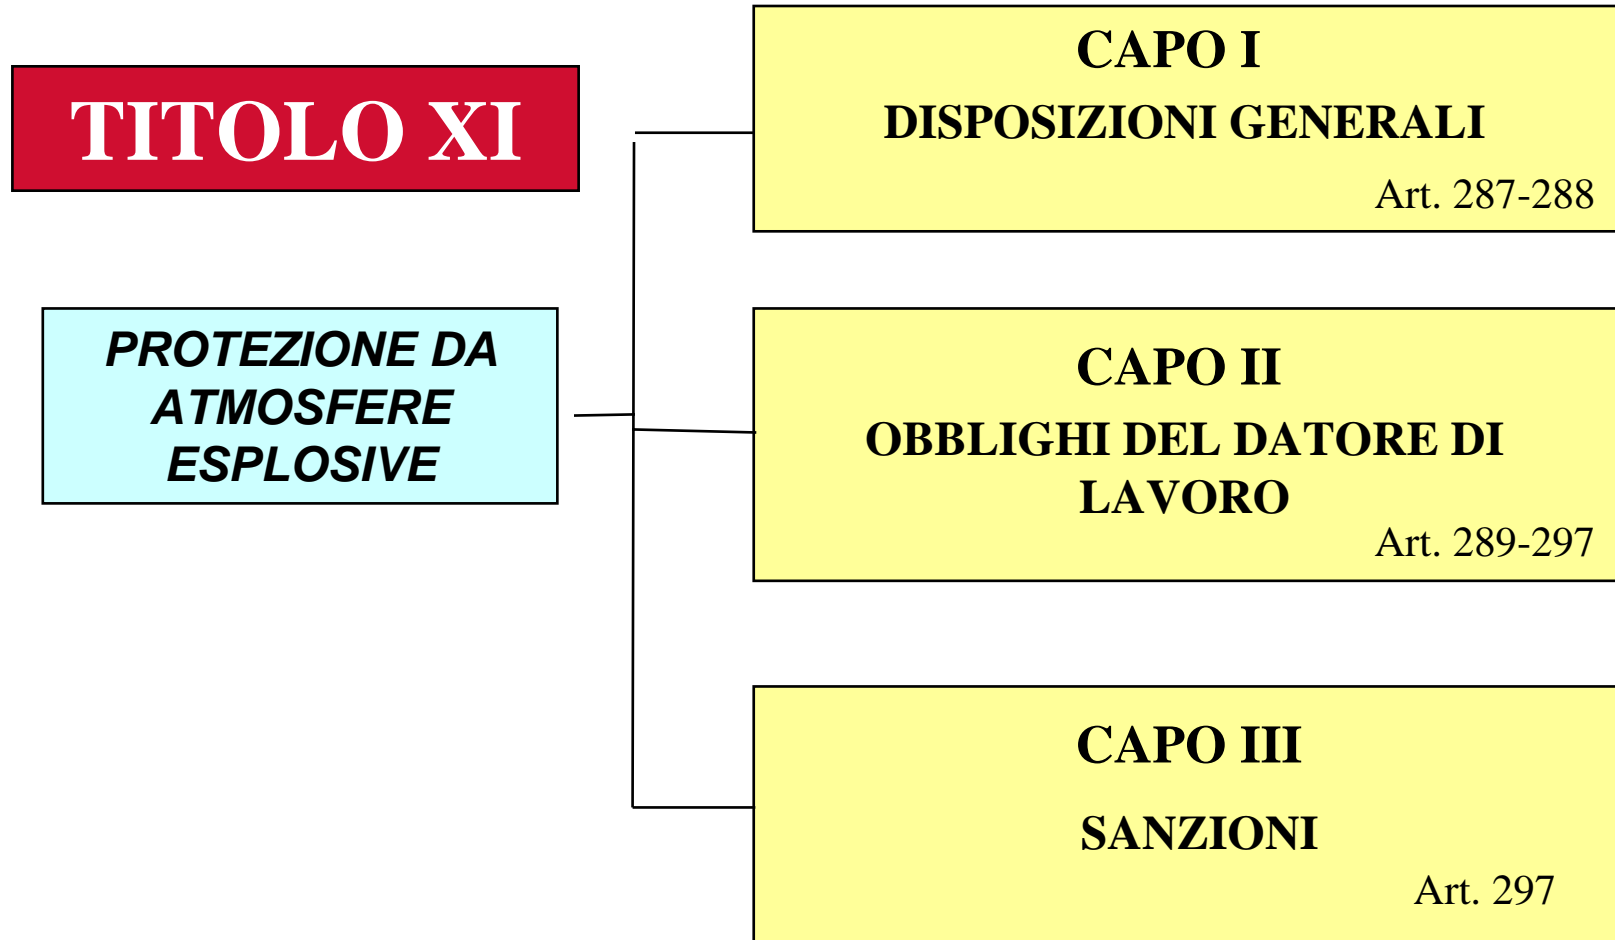 TITOLO XI
PROTEZIONE DA
ATMOSFERE
ESPLOSIVE
CAPO I
DISPOSIZIONI GENERALI
Art. 287-288
CAPO II
OBBLIGHI DEL DATORE DI
LAVORO
Art. 289-297
CAPO III
SANZIONI
Art. 297